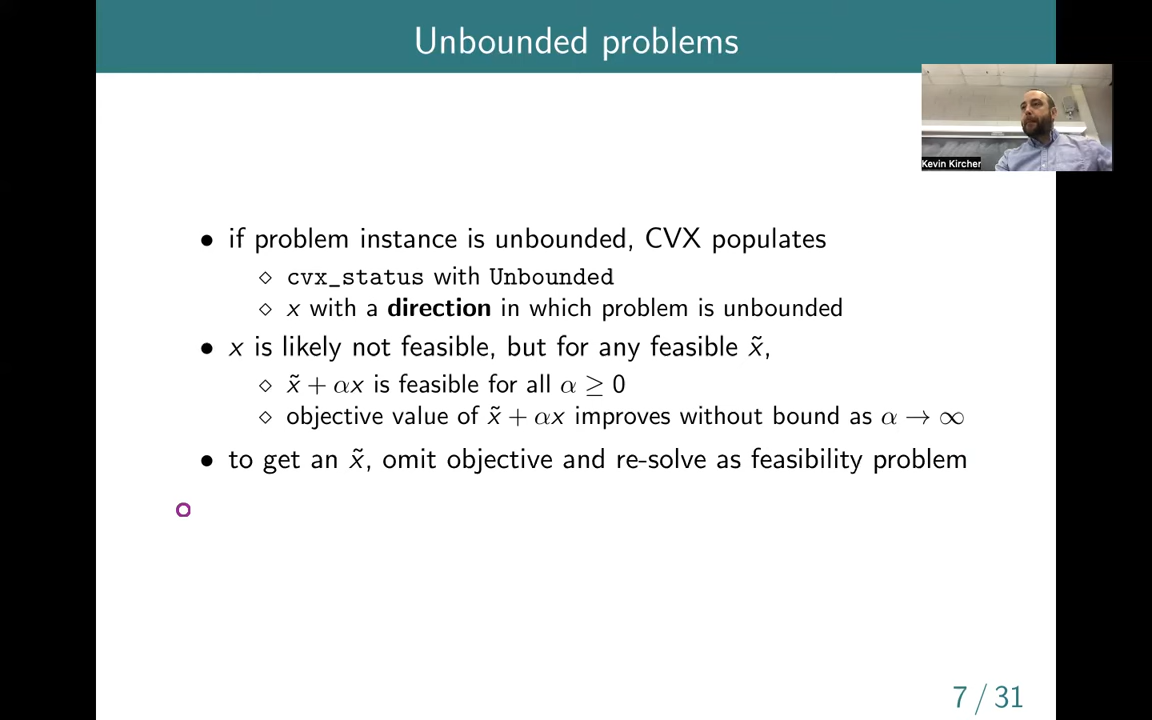 Unbounded problems
Kevin Kircher
• if problem instance is unbounded, CVX populates
⋄ cvx_status with Unbounded
⋄ x with a direction in which problem is unbounded
• x is likely not feasible, but for any feasible x̃,
⋄ x̃ + αx is feasible for all α ≥ 0
⋄ objective value of x̃ + αx improves without bound as α → ∞
• to get an x̃, omit objective and re-solve as feasibility problem
7 / 31